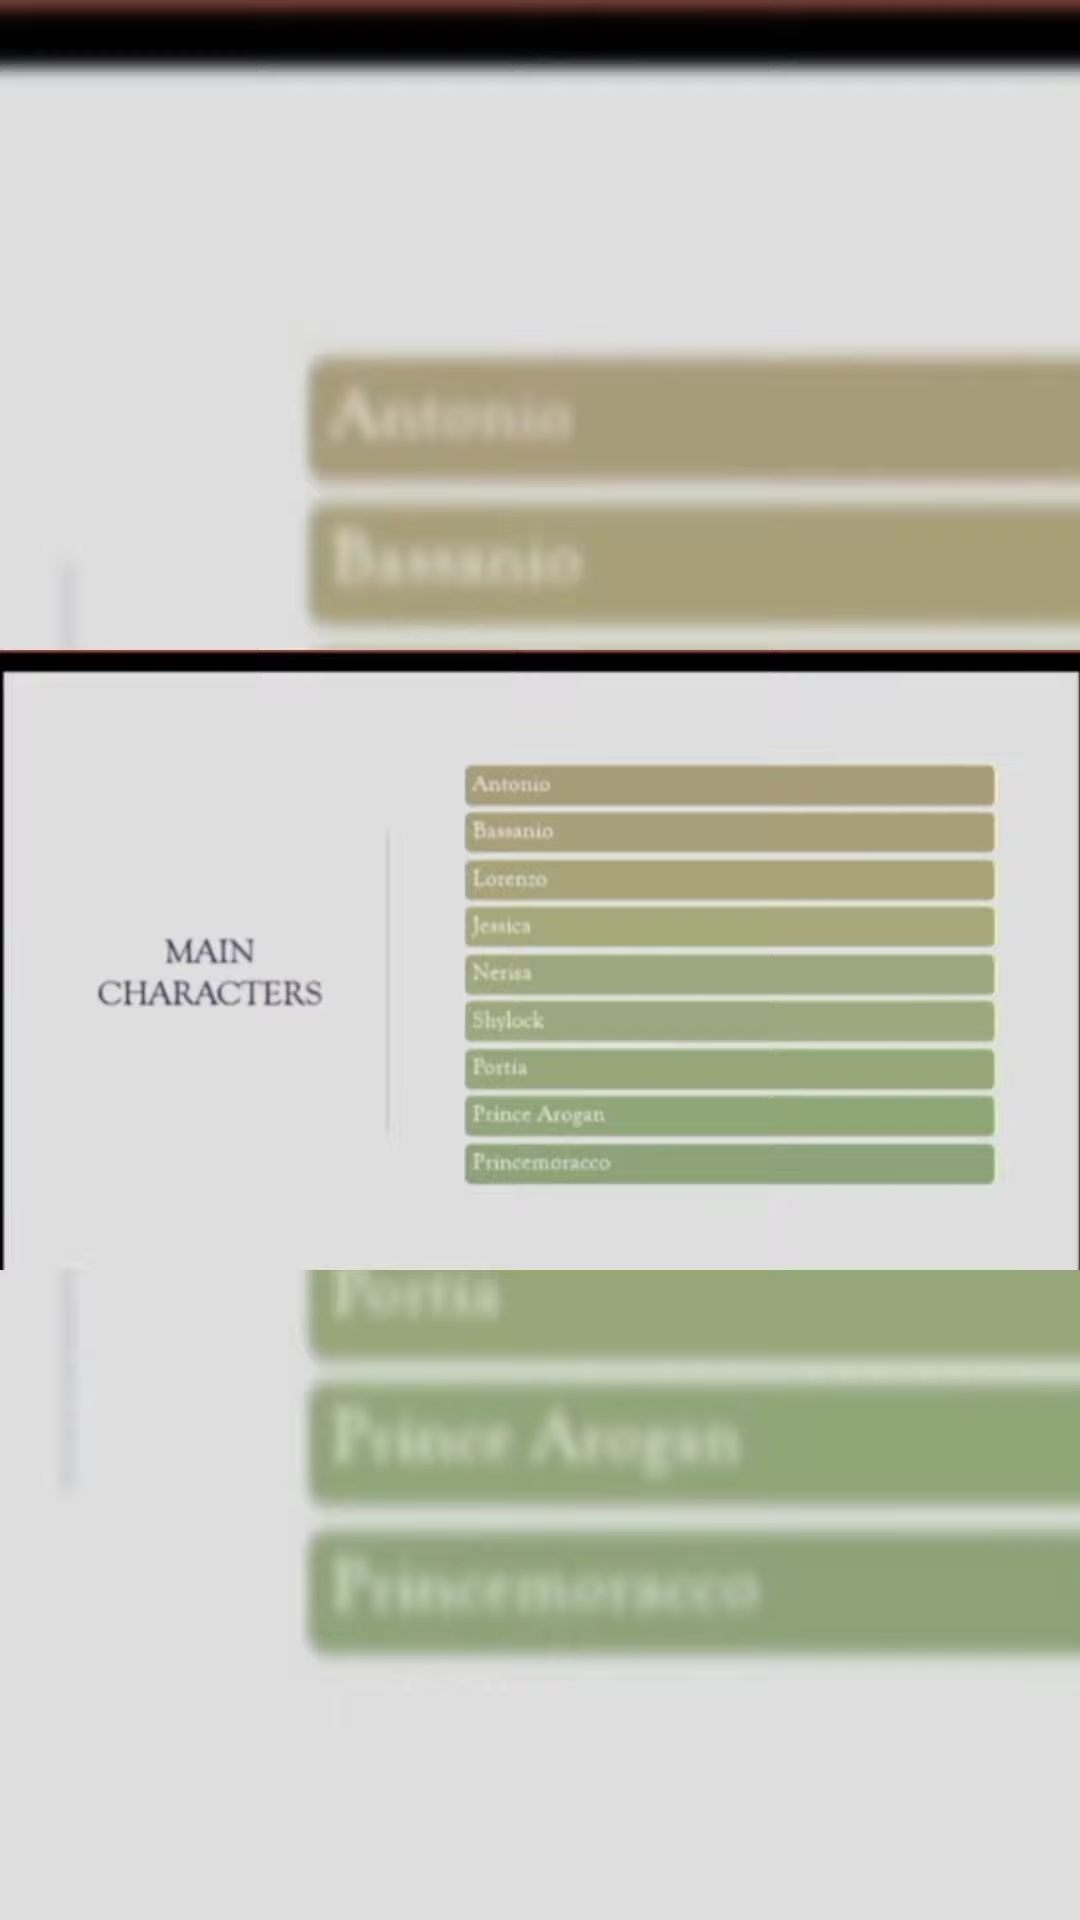 Antonio
Bassanio
MAIN
CHARACTERS
Antonio
Bassanio
Lorenzo
Jessica
Nerisa
Shylock
Portia
Prince Arogan
Princemoracco
Portia
Prince Arogan
Princemoracco